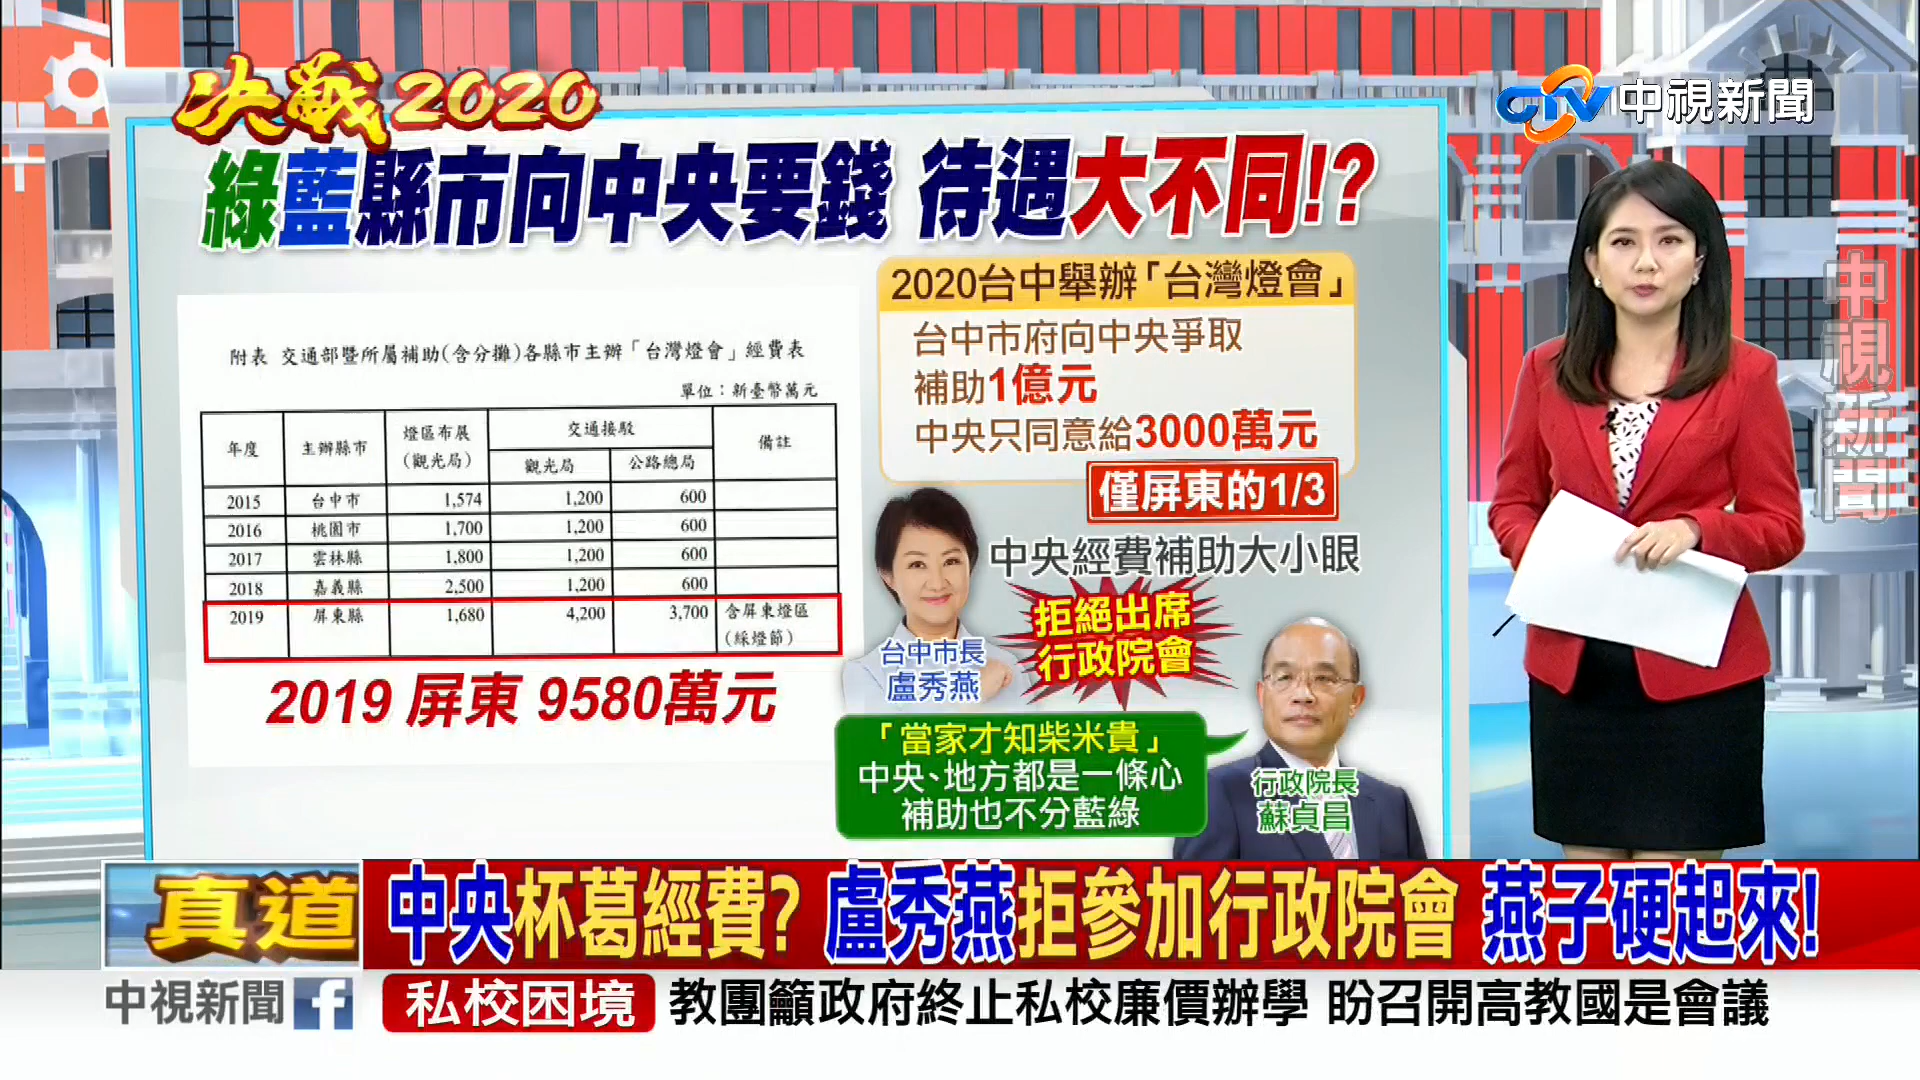 決戰2020
CTV中視新聞
綠藍縣市向中央要錢 待遇大不同!?
附表 交通部暨所屬補助(含分攤)各縣市主辦「台灣燈會」經費表
單位：新臺幣萬元
年度 主辦縣市 燈區布展(觀光局) 交通接駁 備註
觀光局 公路總局
2015 台中市 1,574 1,200 600
2016 桃園市 1,700 1,200 600
2017 雲林縣 1,800 1,200 600
2018 嘉義縣 2,500 1,200 600
2019 屏東縣 1,680 4,200 3,700 含屏東燈區(綵燈節)
2019 屏東 9580萬元
2020台中舉辦「台灣燈會」
台中市府向中央爭取
補助1億元
中央只同意給3000萬元
僅屏東的1/3
中央經費補助大小眼
拒絕出席
行政院會
台中市長
盧秀燕
「當家才知柴米貴」
中央、地方都是一條心
補助也不分藍綠
行政院長
蘇貞昌
中視新聞
真道
中央杯葛經費? 盧秀燕拒參加行政院會 燕子硬起來!
中視新聞 f
私校困境 教團籲政府終止私校廉價辦學 盼召開高教國是會議